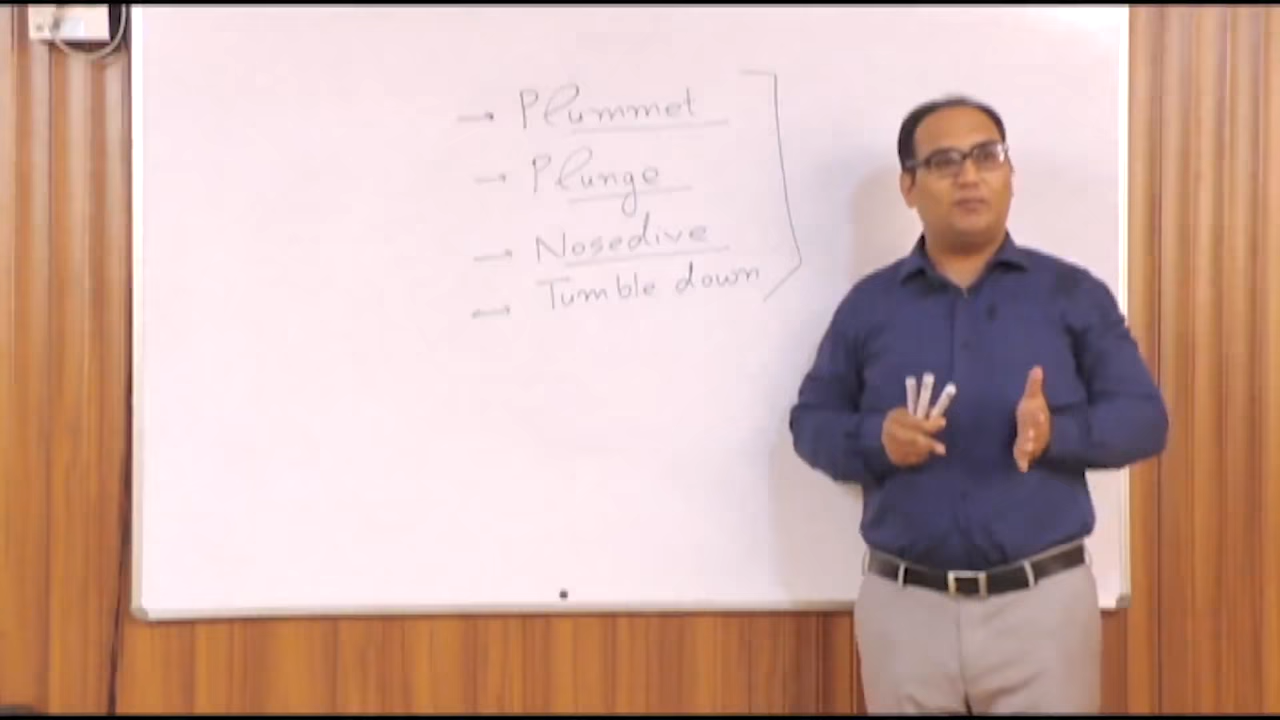 → Plummet
→ Plunge
→ Nosedive
→ Tumble down